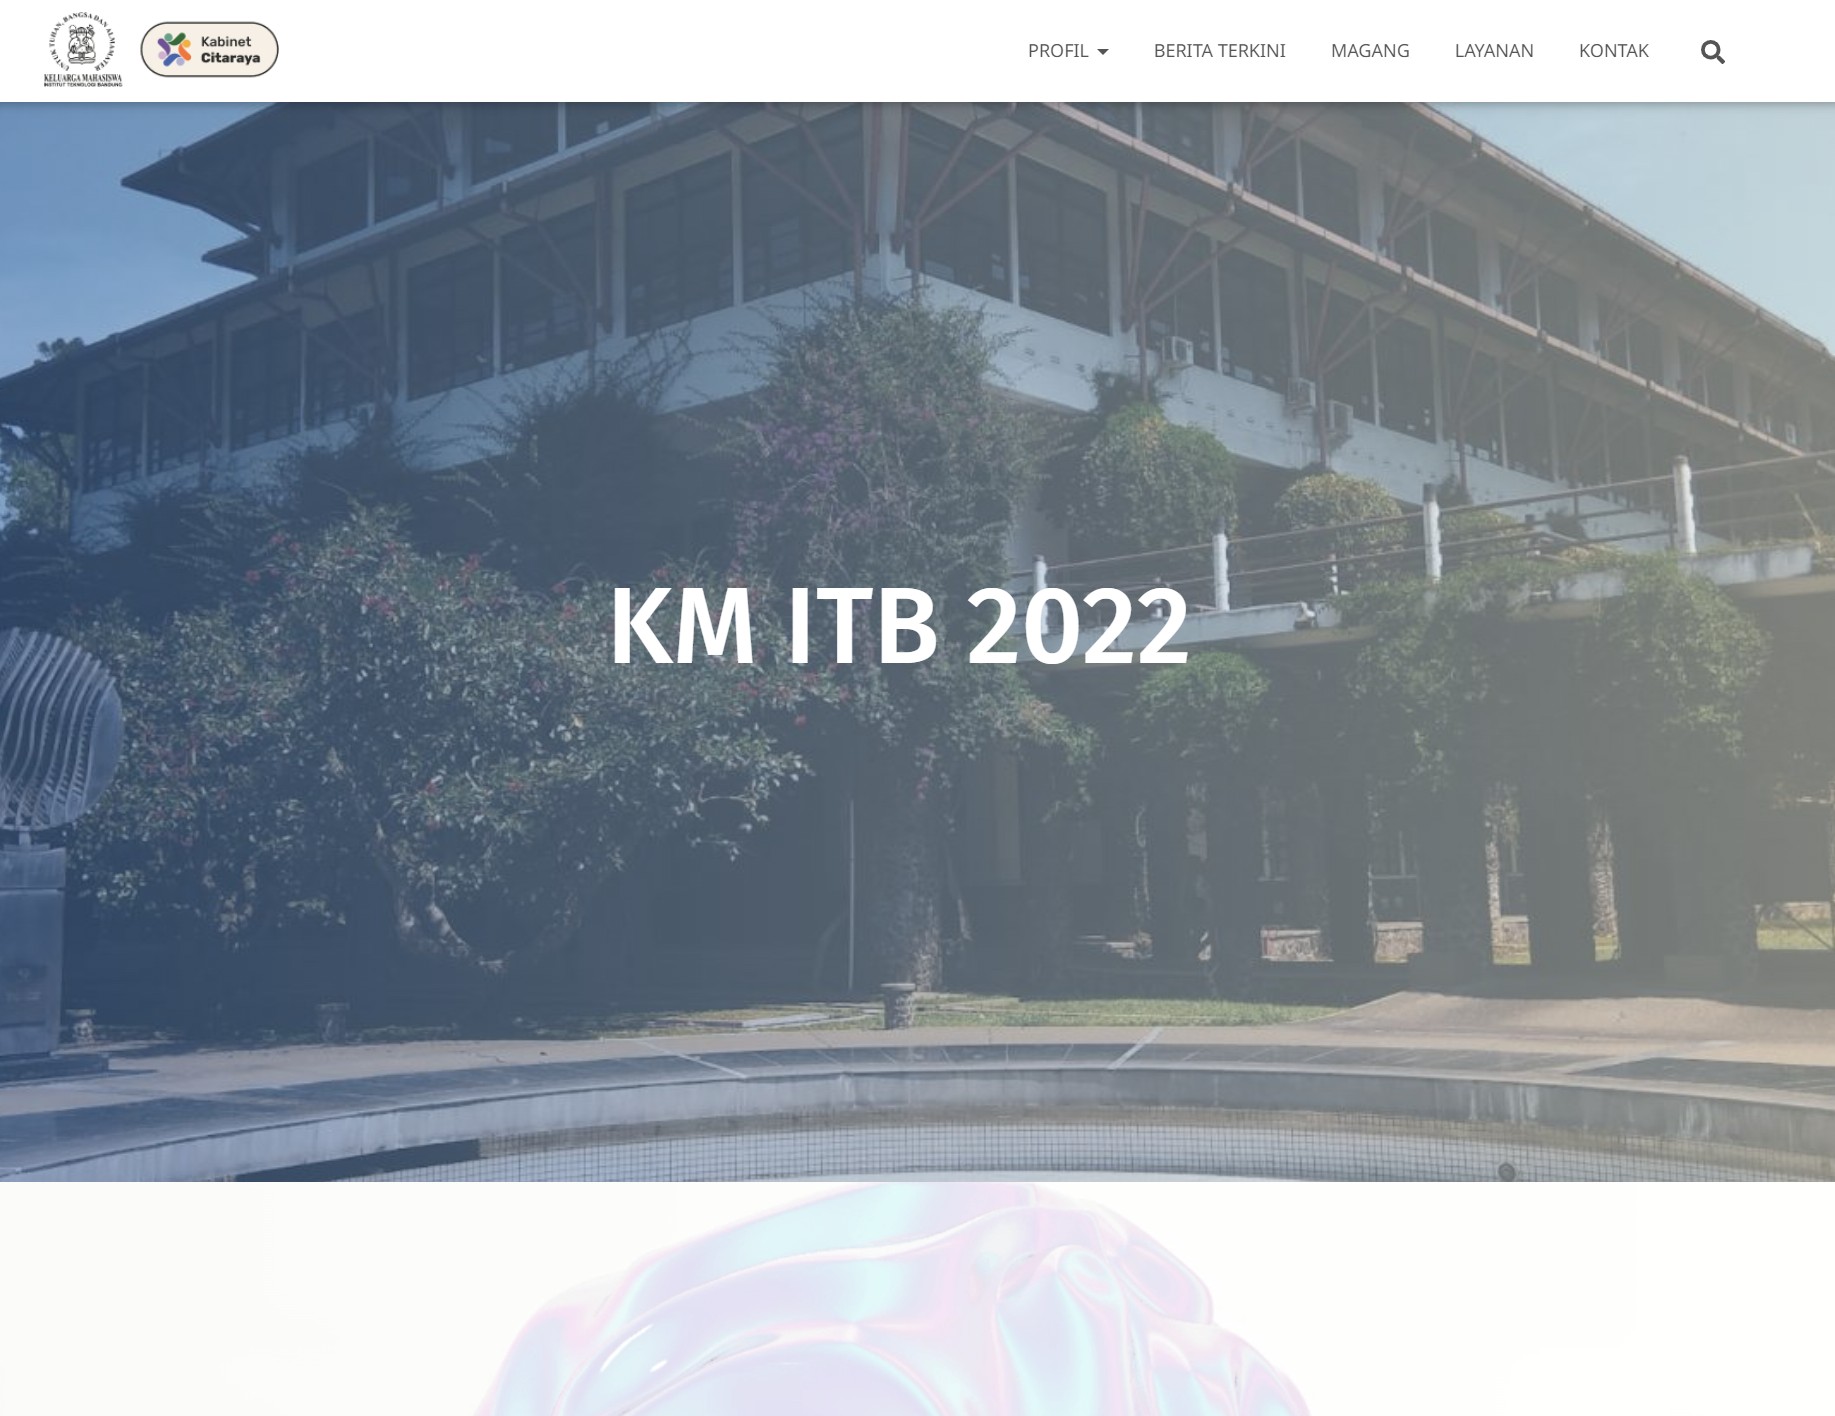 UNTUK TUHAN, BANGSA DAN ALMAMATER
KELUARGA MAHASISWA
INSTITUT TEKNOLOGI BANDUNG
Kabinet
Citaraya
PROFIL
BERITA TERKINI
MAGANG
LAYANAN
KONTAK
KM ITB 2022